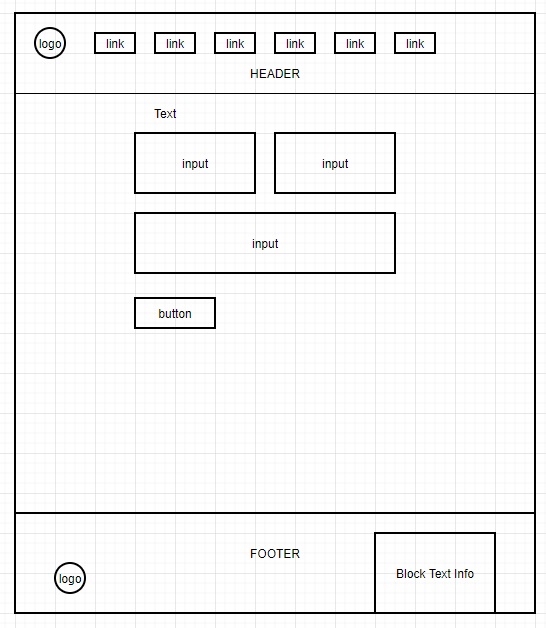 logo link link link link link link
HEADER
Text
input input
input
button
FOOTER
Block Text Info
logo